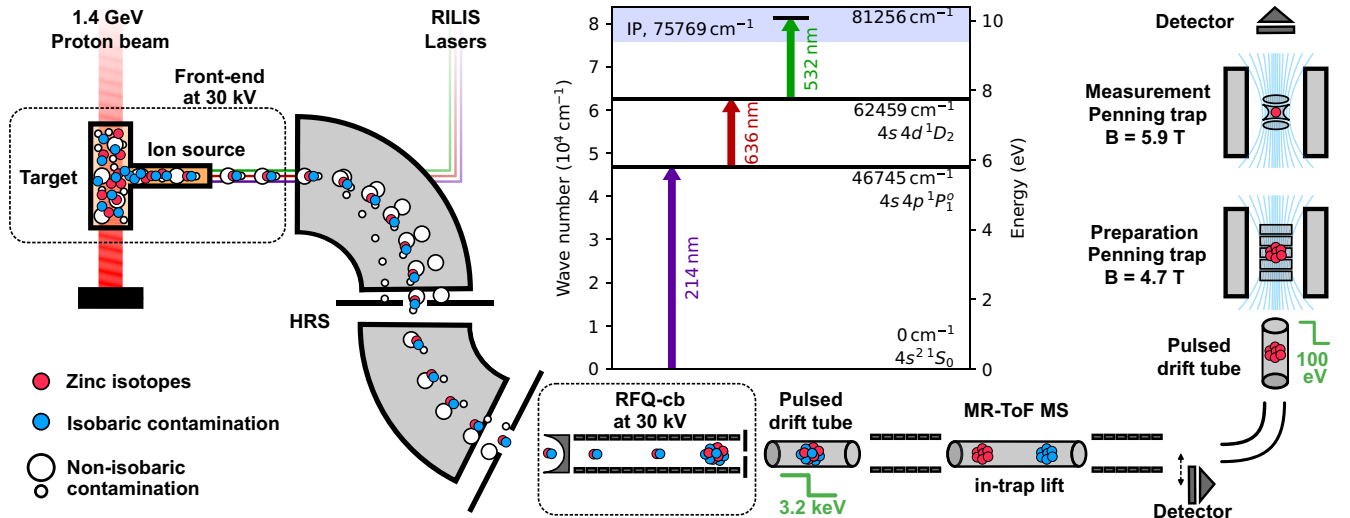 1.4 GeV
Proton beam
RILIS
Lasers
Front-end
at 30 kV
Ion source
Target
HRS
Zinc isotopes
Isobaric contamination
Non-isobaric
contamination
Wave number (10⁴ cm⁻¹)
8
7
6
5
4
3
2
1
0
IP, 75769 cm⁻¹
81256 cm⁻¹
532 nm
62459 cm⁻¹
4s 4d ¹D₂
636 nm
46745 cm⁻¹
4s 4p ¹P₁ᵒ
214 nm
0 cm⁻¹
4s² ¹S₀
10
8
6
4
2
0
Energy (eV)
RFQ-cb
at 30 kV
Pulsed
drift tube
3.2 keV
MR-ToF MS
in-trap lift
Detector
Pulsed
drift tube
100
eV
Preparation
Penning trap
B = 4.7 T
Measurement
Penning trap
B = 5.9 T
Detector